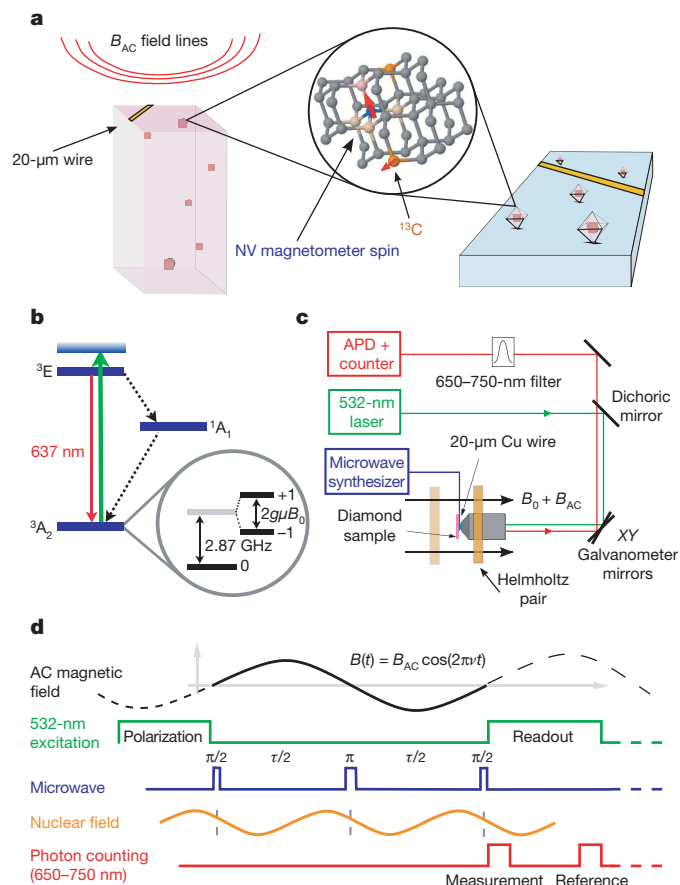 a
B_AC field lines
20-µm wire
NV magnetometer spin
¹³C
b
³E
¹A₁
637 nm
³A₂
+1
2gµB₀
−1
2.87 GHz
0
c
APD +
counter
650–750-nm filter
532-nm
laser
Dichoric
mirror
20-µm Cu wire
Microwave
synthesizer
B₀ + B_AC
Diamond
sample
XY
Galvanometer
mirrors
Helmholtz
pair
d
AC magnetic
field
B(t) = B_AC cos(2πνt)
532-nm
excitation
Polarization
Readout
π/2
τ/2
π
τ/2
π/2
Microwave
Nuclear field
Photon counting
(650–750 nm)
Measurement
Reference